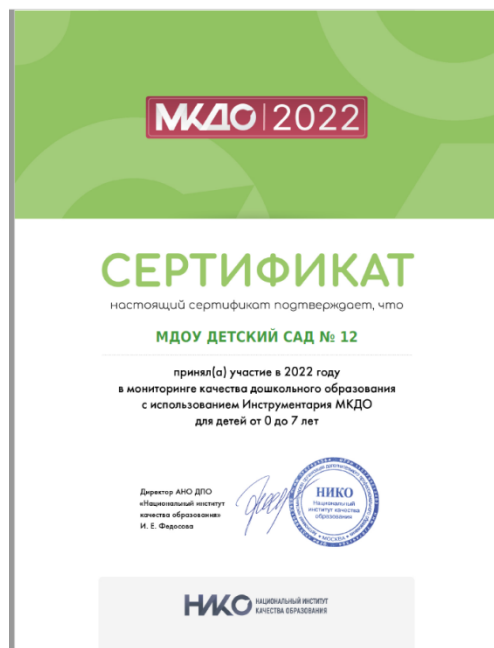 МКДО 2022
СЕРТИФИКАТ
настоящий сертификат подтверждает, что
МДОУ ДЕТСКИЙ САД № 12
принял(а) участие в 2022 году
в мониторинге качества дошкольного образования
с использованием Инструментария МКДО
для детей от 0 до 7 лет
Директор АНО ДПО
«Национальный институт
качества образования»
И. Е. Федосова
НИКО
Национальный
институт качества
образования
МОСКВА
НИКО НАЦИОНАЛЬНЫЙ ИНСТИТУТ
КАЧЕСТВА ОБРАЗОВАНИЯ